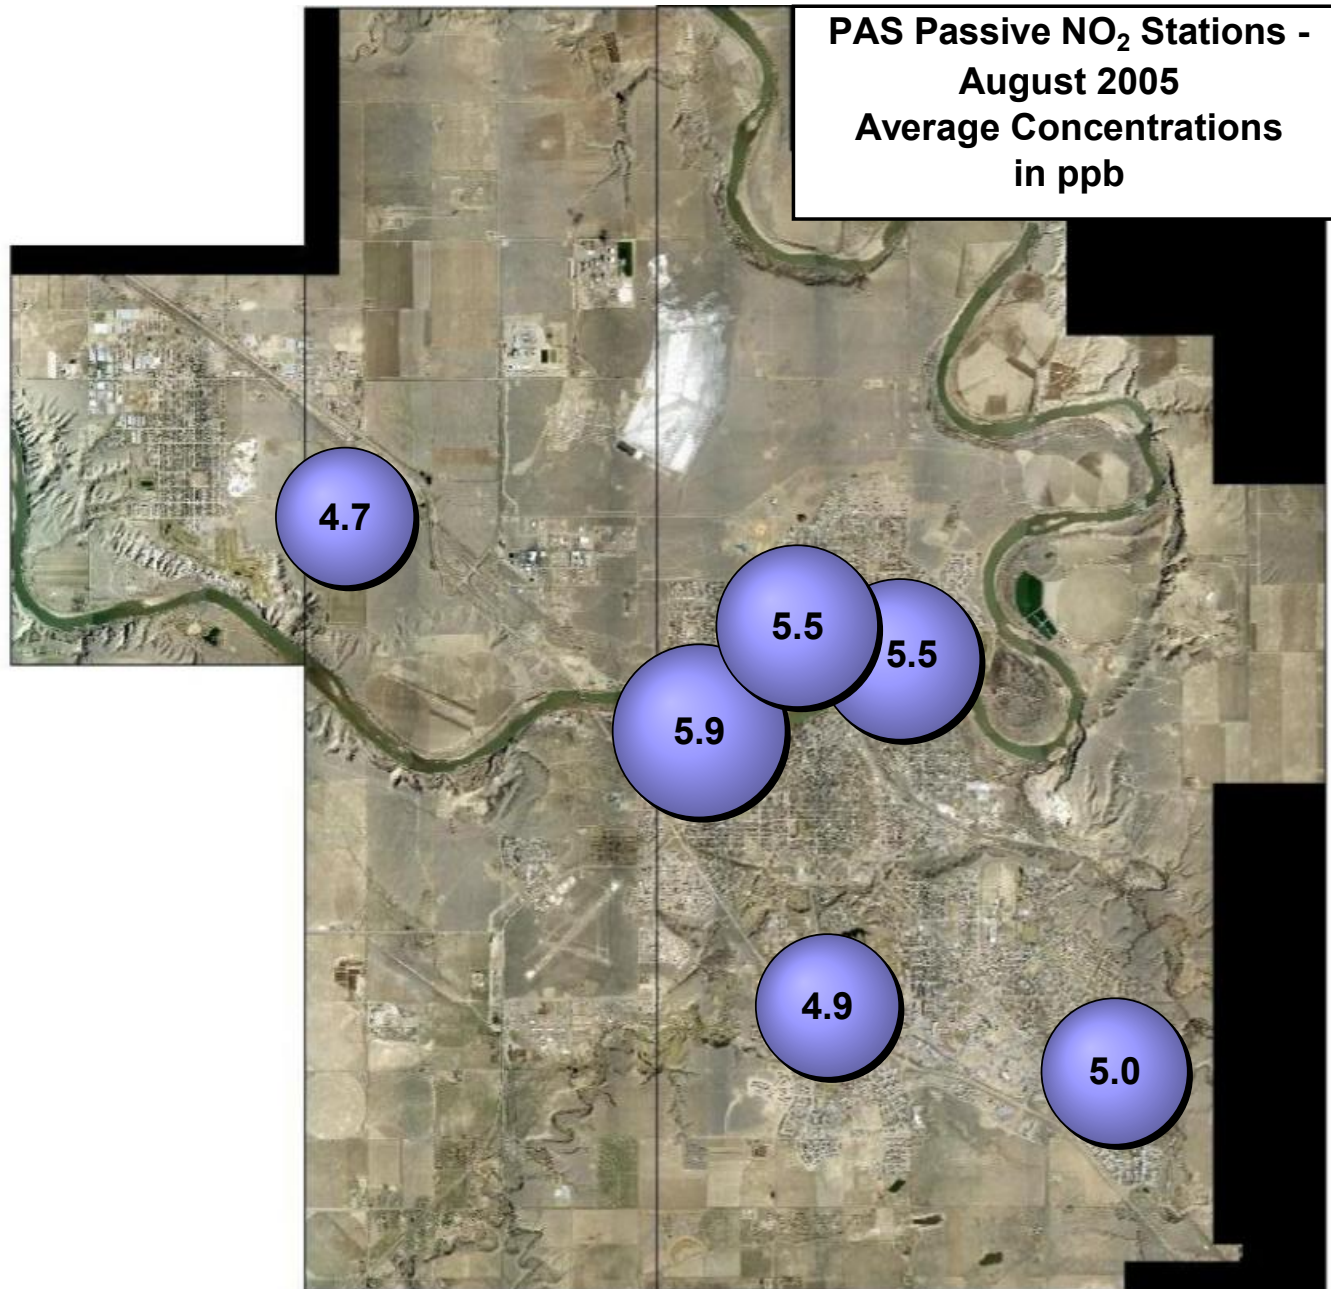 PAS Passive NO₂ Stations -
August 2005
Average Concentrations
in ppb
4.7
5.5
5.5
5.9
4.9
5.0